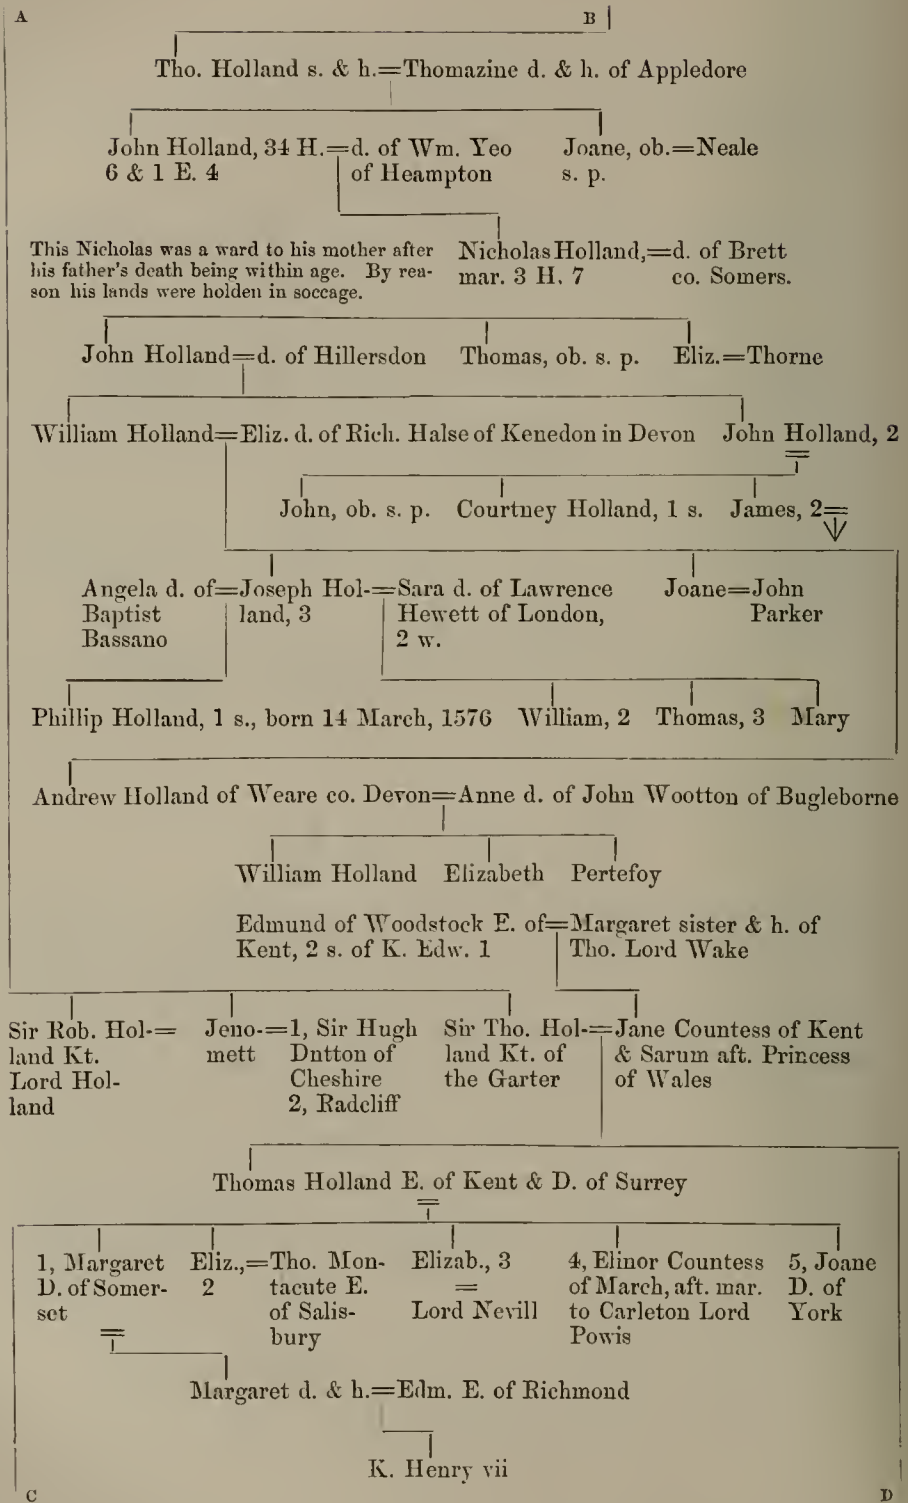 A B
Tho. Holland s. & h.=Thomazine d. & h. of Appledore
John Holland, 34 H.=d. of Wm. Yeo Joane, ob.=Neale
6 & 1 E. 4 of Heampton s. p.
This Nicholas was a ward to his mother after
his father's death being within age. By rea-
son his lands were holden in soccage.
Nicholas Holland,=d. of Brett
mar. 3 H. 7 co. Somers.
John Holland=d. of Hillersdon Thomas, ob. s. p. Eliz.=Thorne
William Holland=Eliz. d. of Rich. Halse of Kenedon in Devon John Holland, 2
=
John, ob. s. p. Courtney Holland, 1 s. James, 2=
Angela d. of=Joseph Hol-=Sara d. of Lawrence Joane=John
Baptist land, 3 Hewett of London, Parker
Bassano 2 w.
Phillip Holland, 1 s., born 14 March, 1576 William, 2 Thomas, 3 Mary
Andrew Holland of Weare co. Devon=Anne d. of John Wootton of Bugleborne
William Holland Elizabeth Pertefoy
Edmund of Woodstock E. of=Margaret sister & h. of
Kent, 2 s. of K. Edw. 1 Tho. Lord Wake
Sir Rob. Hol-=
land Kt.
Lord Hol-
land
Jeno-=1, Sir Hugh
mett Dntton of
Cheshire
2, Radcliff
Sir Tho. Hol-=Jane Countess of Kent
land Kt. of & Sarum aft. Princess
the Garter of Wales
Thomas Holland E. of Kent & D. of Surrey
=
1, Margaret
D. of Somer-
set
=
Eliz.,=Tho. Mon-
2 tacute E.
of Salis-
bury
Elizab., 3
=
Lord Nevill
4, Elinor Countess
of March, aft. mar.
to Carleton Lord
Powis
5, Joane
D. of
York
Margaret d. & h.=Edm. E. of Richmond
K. Henry vii
C D